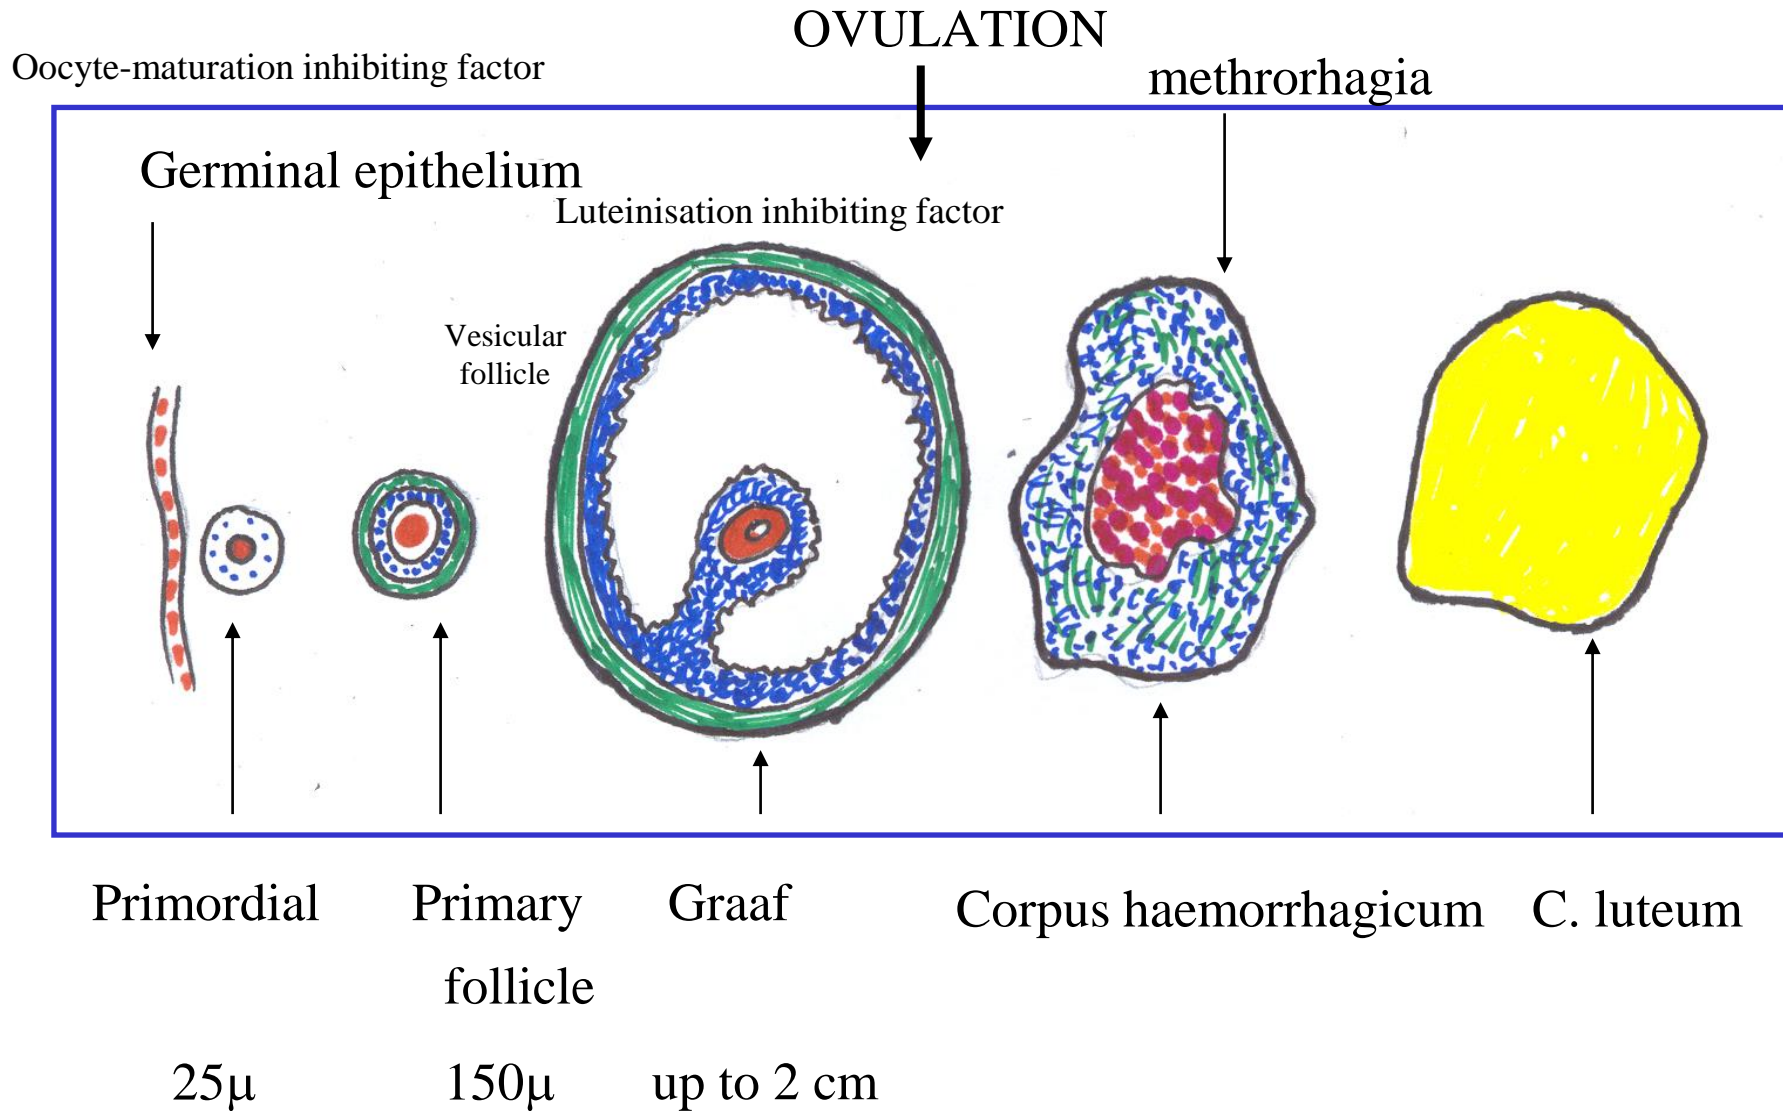 OVULATION
Oocyte-maturation inhibiting factor
methrorhagia
Germinal epithelium
Luteinisation inhibiting factor
Vesicular
follicle
Primordial Primary Graaf Corpus haemorrhagicum C. luteum
follicle
25μ 150μ up to 2 cm